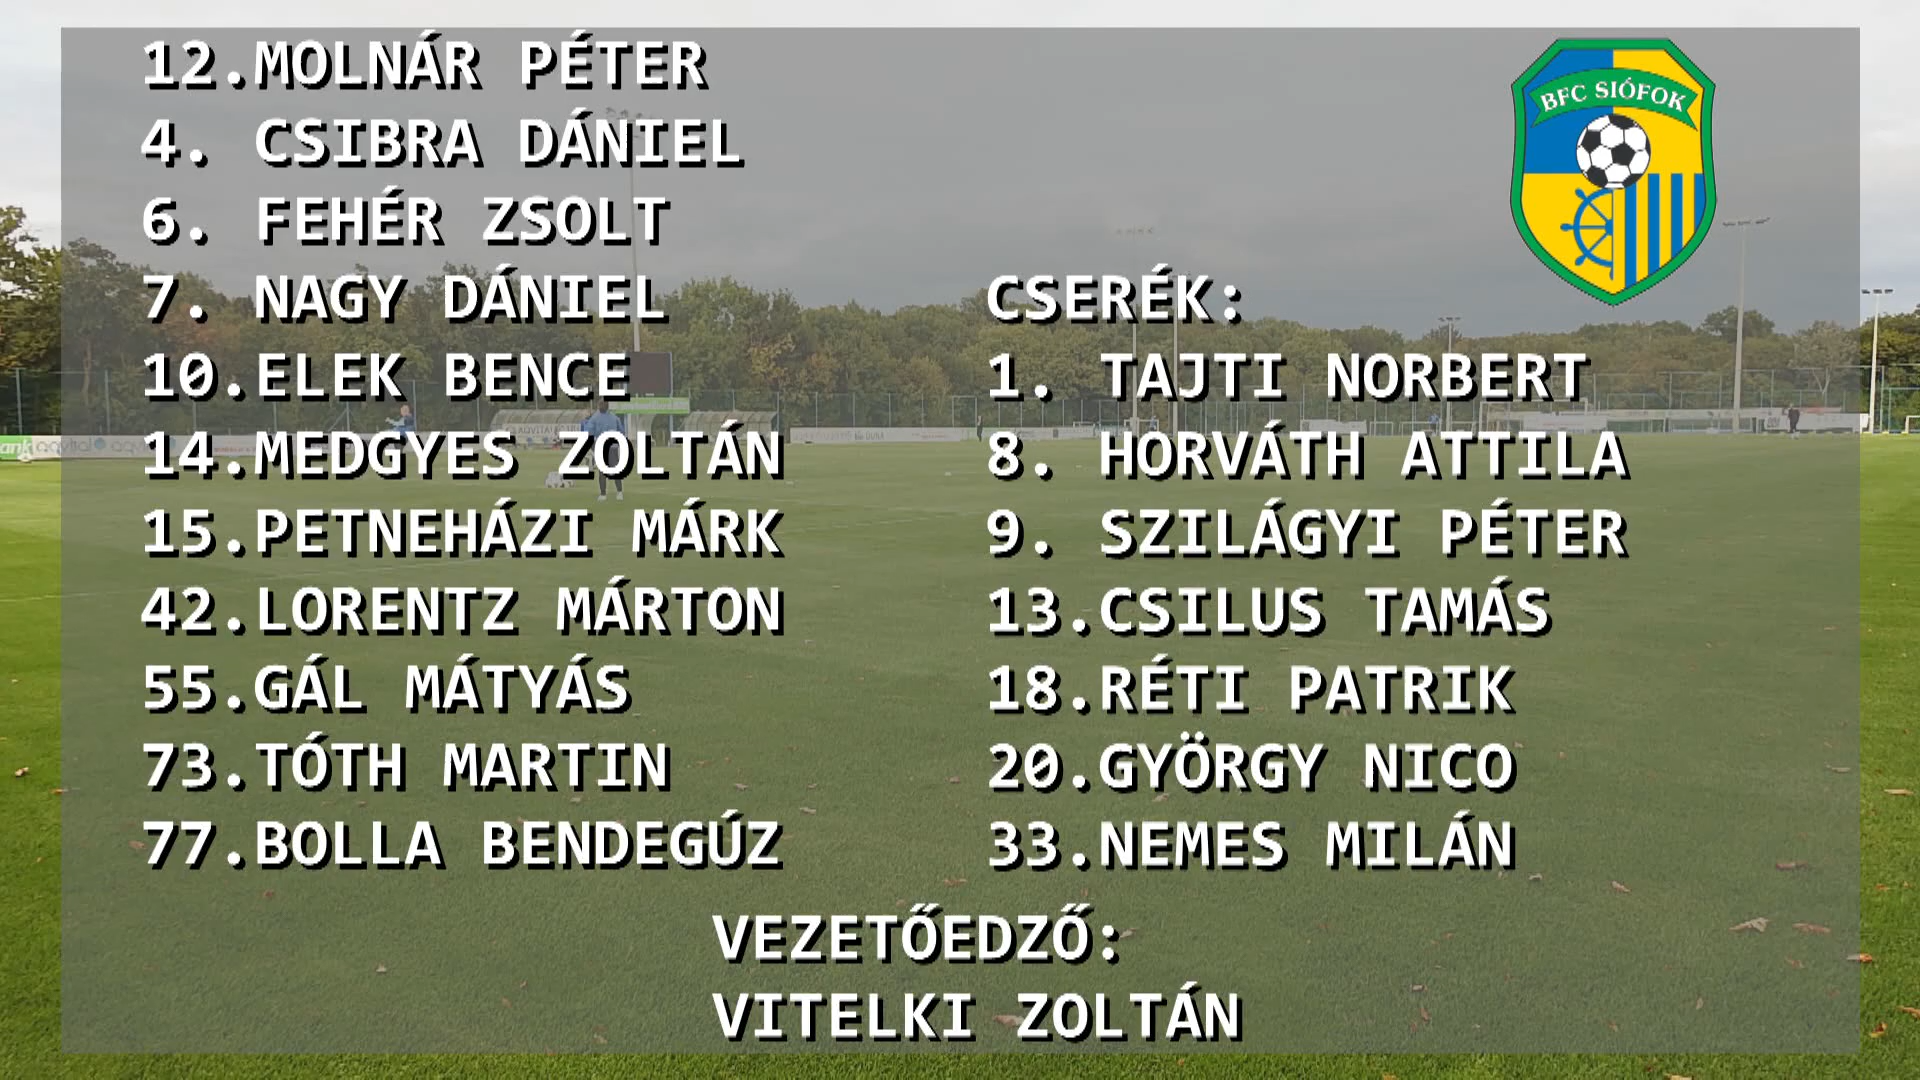 12.MOLNÁR PÉTER
4. CSIBRA DÁNIEL
6. FEHÉR ZSOLT
7. NAGY DÁNIEL
10.ELEK BENCE
14.MEDGYES ZOLTÁN
15.PETNEHÁZI MÁRK
42.LORENTZ MÁRTON
55.GÁL MÁTYÁS
73.TÓTH MARTIN
77.BOLLA BENDEGÚZ
BFC SIÓFOK
CSERÉK:
1. TAJTI NORBERT
8. HORVÁTH ATTILA
9. SZILÁGYI PÉTER
13.CSILUS TAMÁS
18.RÉTI PATRIK
20.GYÖRGY NICO
33.NEMES MILÁN
VEZETŐEDZŐ:
VITELKI ZOLTÁN